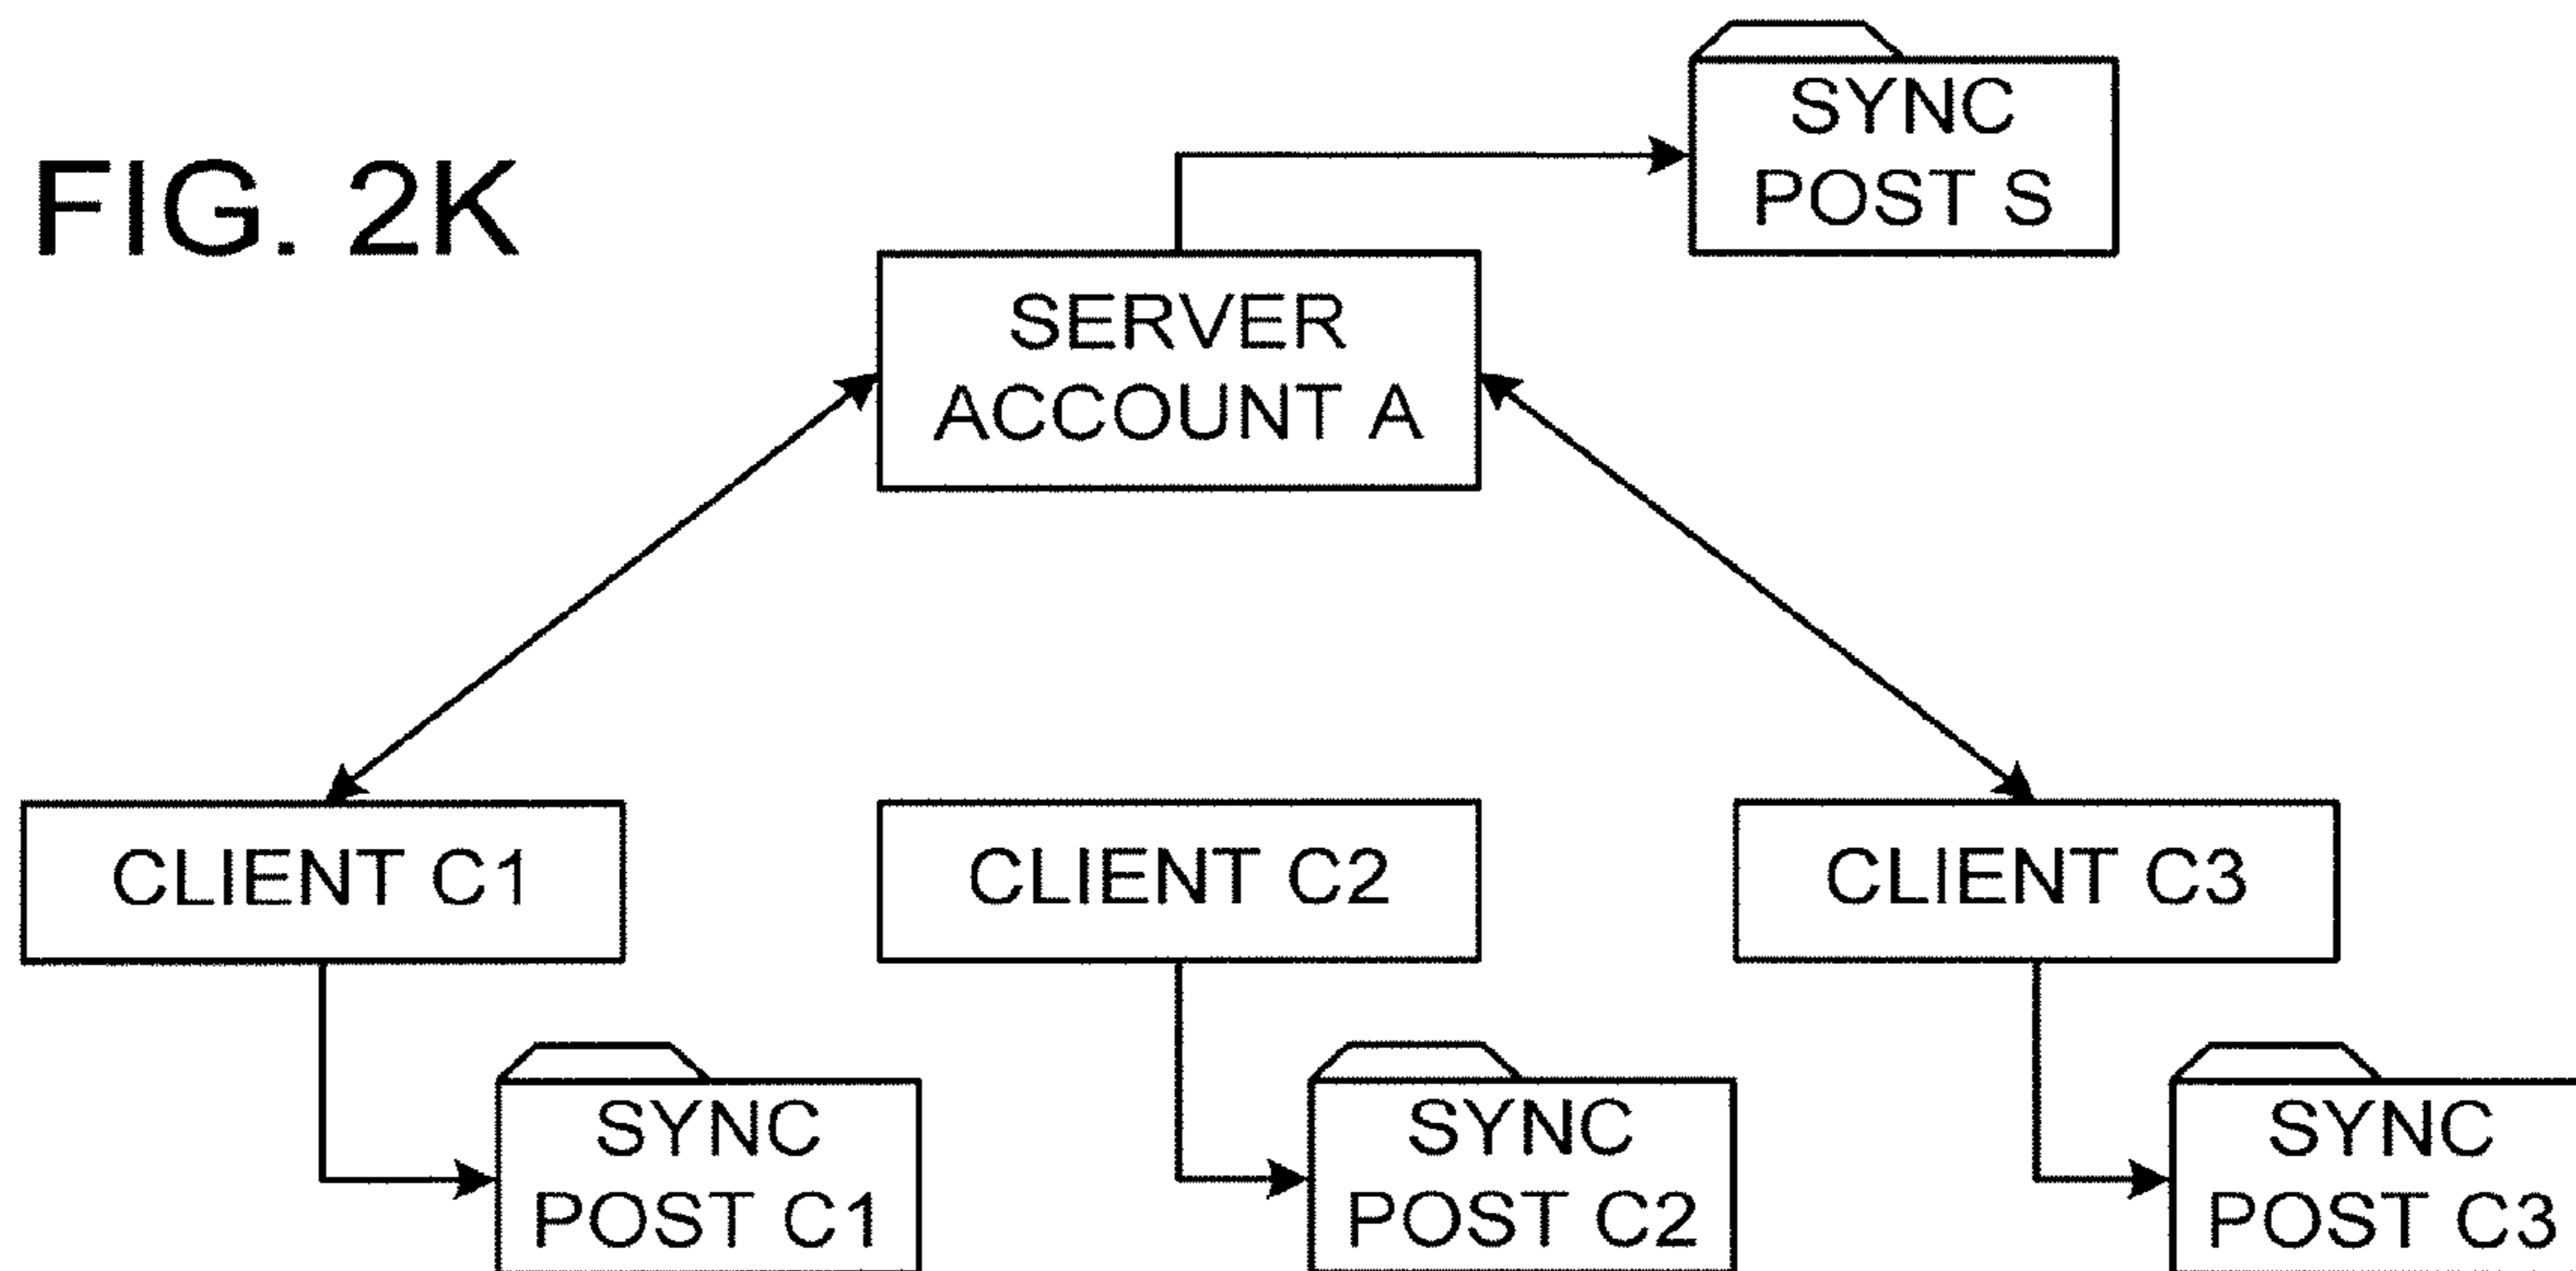 FIG. 2K
SYNC
POST S
SERVER
ACCOUNT A
CLIENT C1
CLIENT C2
CLIENT C3
SYNC
POST C1
SYNC
POST C2
SYNC
POST C3